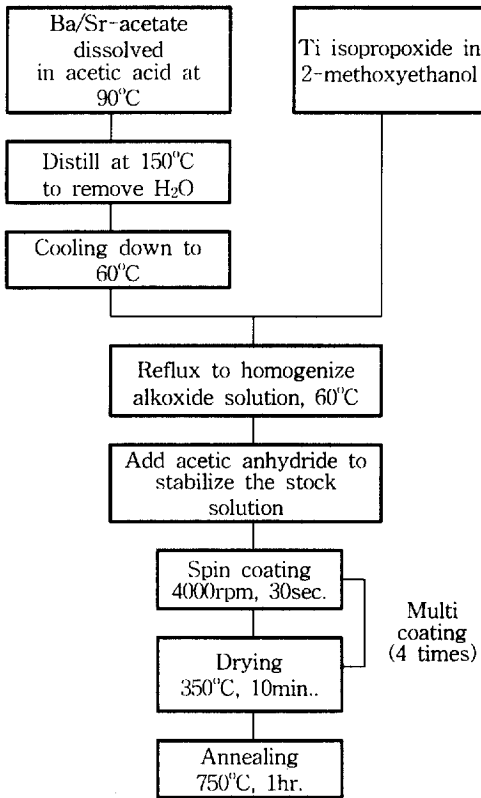 Ba/Sr-acetate
dissolved
in acetic acid at
90°C
Ti isopropoxide in
2-methoxyethanol
Distill at 150°C
to remove H₂O
Cooling down to
60°C
Reflux to homogenize
alkoxide solution, 60°C
Add acetic anhydride to
stabilize the stock
solution
Spin coating
4000rpm, 30sec.
Multi
coating
(4 times)
Drying
350°C, 10min..
Annealing
750°C, 1hr.